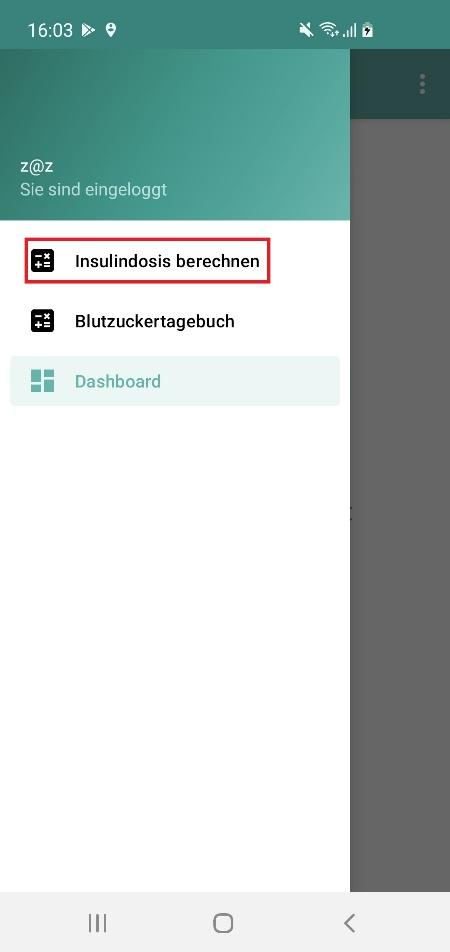 16:03
z@z
Sie sind eingeloggt
Insulindosis berechnen
Blutzuckertagebuch
Dashboard